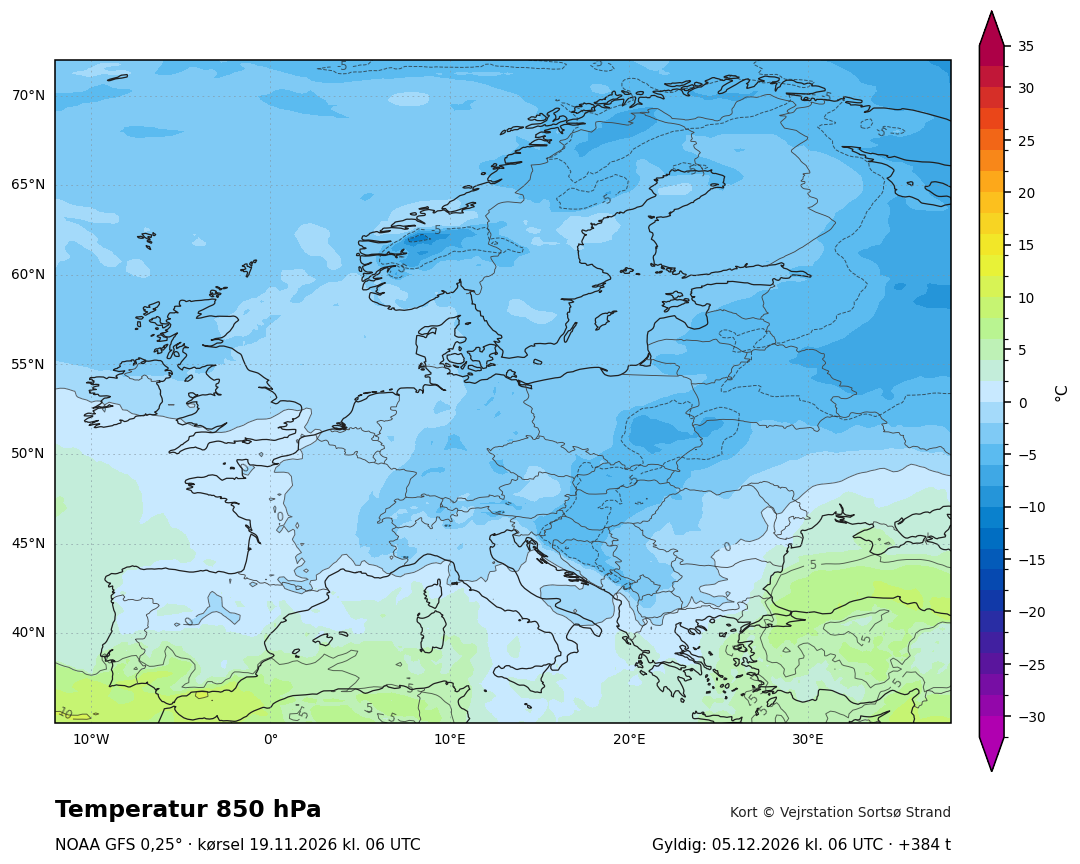 70°N
65°N
60°N
55°N
50°N
45°N
40°N
10°W
0°
10°E
20°E
30°E
35
30
25
20
15
10
5
0
−5
−10
−15
−20
−25
−30
°C
Temperatur 850 hPa
Kort © Vejrstation Sortsø Strand
NOAA GFS 0,25° · kørsel 19.11.2026 kl. 06 UTC
Gyldig: 05.12.2026 kl. 06 UTC · +384 t